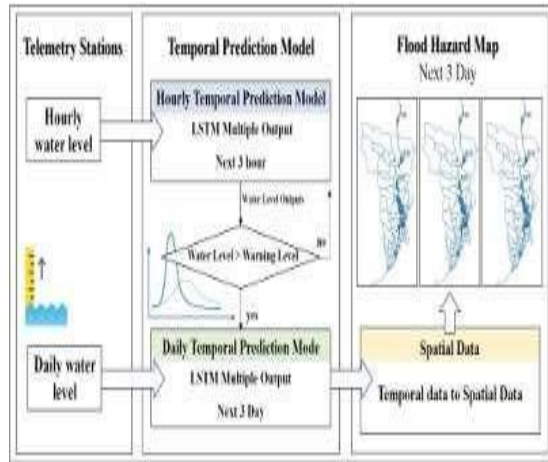 Telemetry Stations
Hourly
water level
Daily water
level
Temporal Prediction Model
Hourly Temporal Prediction Model
LSTM Multiple Output
Next 3 hour
Water Level Outputs
Water Level > Warning Level
no
yes
Daily Temporal Prediction Mode
LSTM Multiple Output
Next 3 Day
Flood Hazard Map
Next 3 Day
Spatial Data
Temporal data to Spatial Data